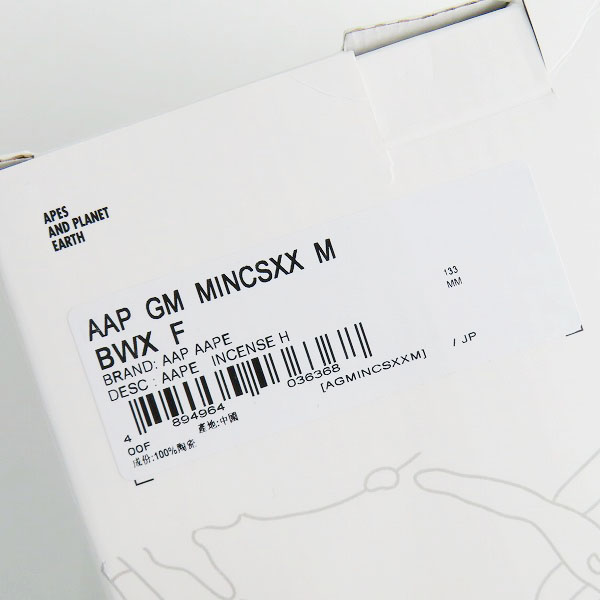 APES
AND PLANET
EARTH
AAP GM MINCSXX M
BWX F
133
MM
BRAND: AAP AAPE
DESC : AAPE INCENSE H
4 894964 036368
[AGMINCSXXM]
/ JP
00F
產地:中國
成份:100%陶瓷